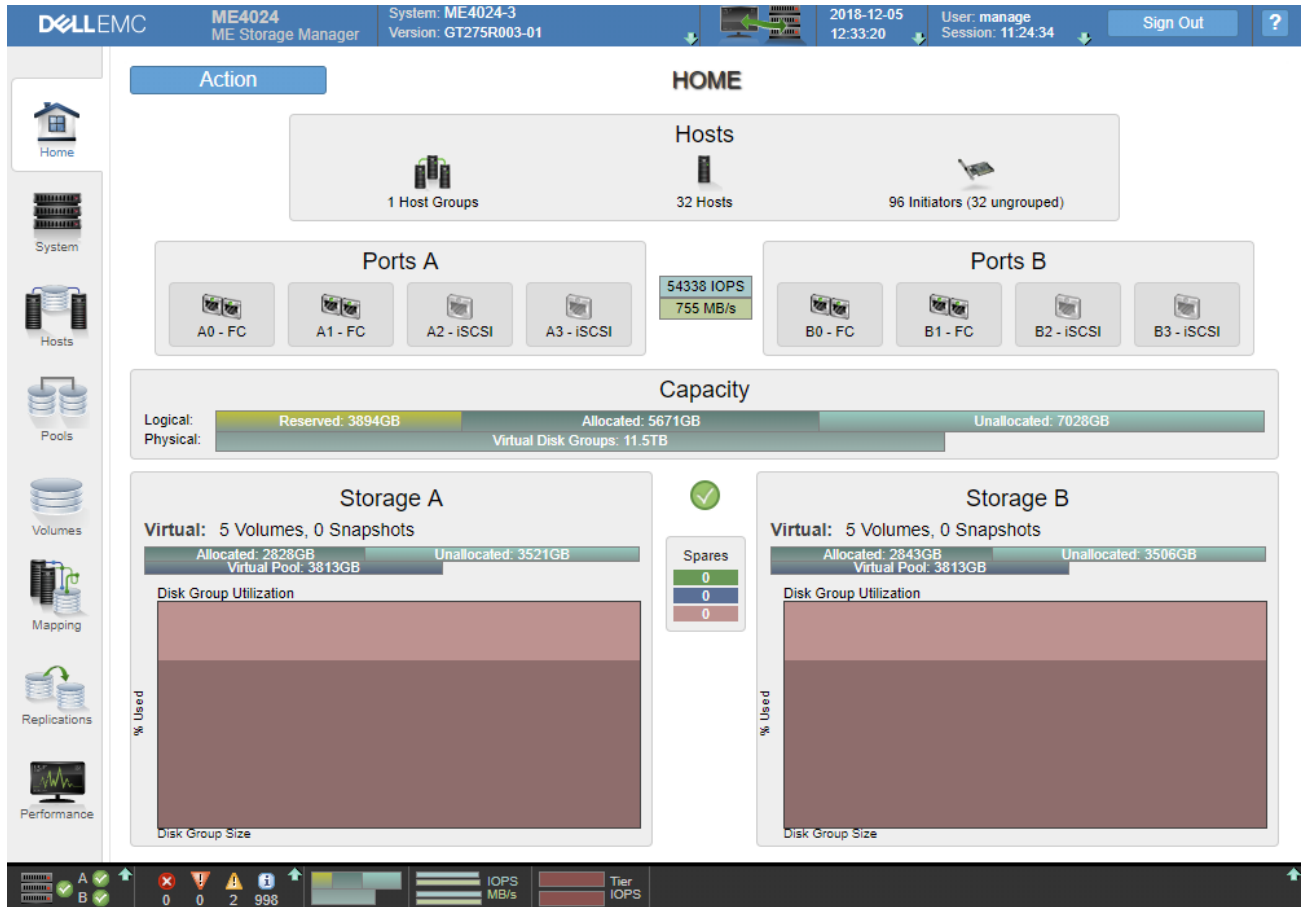 DELLEMC
ME4024
ME Storage Manager
System: ME4024-3
Version: GT275R003-01
2018-12-05
12:33:20
User: manage
Session: 11:24:34
Sign Out
?
Home
System
Hosts
Pools
Volumes
Mapping
Replications
Performance
Action
HOME
Hosts
1 Host Groups
32 Hosts
96 Initiators (32 ungrouped)
Ports A
A0 - FC
A1 - FC
A2 - iSCSI
A3 - iSCSI
54338 IOPS
755 MB/s
Ports B
B0 - FC
B1 - FC
B2 - iSCSI
B3 - iSCSI
Capacity
Logical:
Reserved: 3894GB
Allocated: 5671GB
Unallocated: 7028GB
Physical:
Virtual Disk Groups: 11.5TB
Storage A
Virtual: 5 Volumes, 0 Snapshots
Allocated: 2828GB
Unallocated: 3521GB
Virtual Pool: 3813GB
Disk Group Utilization
% Used
Disk Group Size
Spares
0
0
0
Storage B
Virtual: 5 Volumes, 0 Snapshots
Allocated: 2843GB
Unallocated: 3506GB
Virtual Pool: 3813GB
Disk Group Utilization
% Used
Disk Group Size
A
B
0
0
2
998
IOPS
MB/s
Tier
IOPS